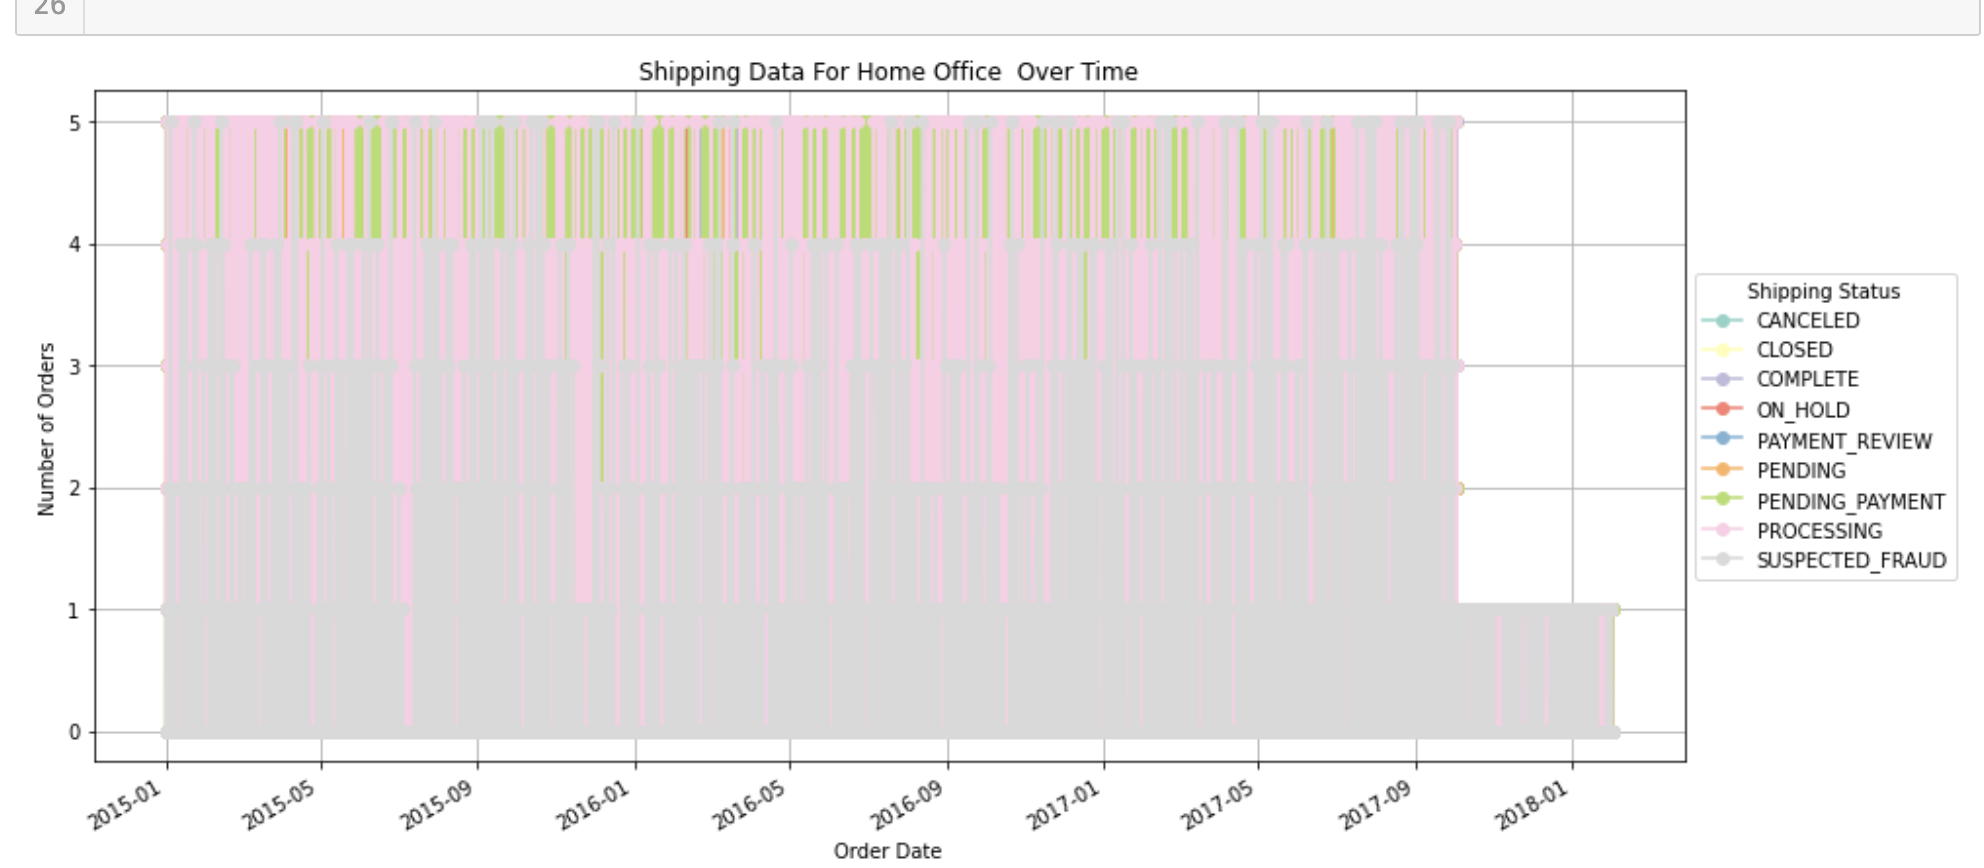 26
Shipping Data For Home Office  Over Time
5
4
3
2
1
0
Number of Orders
2015-01
2015-05
2015-09
2016-01
2016-05
2016-09
2017-01
2017-05
2017-09
2018-01
Order Date
Shipping Status
CANCELED
CLOSED
COMPLETE
ON_HOLD
PAYMENT_REVIEW
PENDING
PENDING_PAYMENT
PROCESSING
SUSPECTED_FRAUD